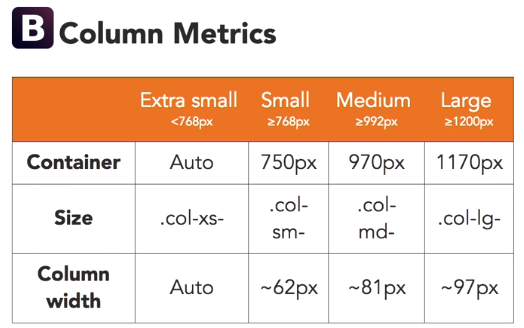 B Column Metrics
Extra small Small Medium Large
<768px ≥768px ≥992px ≥1200px
Container Auto 750px 970px 1170px
Size .col-xs- .col-sm- .col-md- .col-lg-
Column width Auto ~62px ~81px ~97px